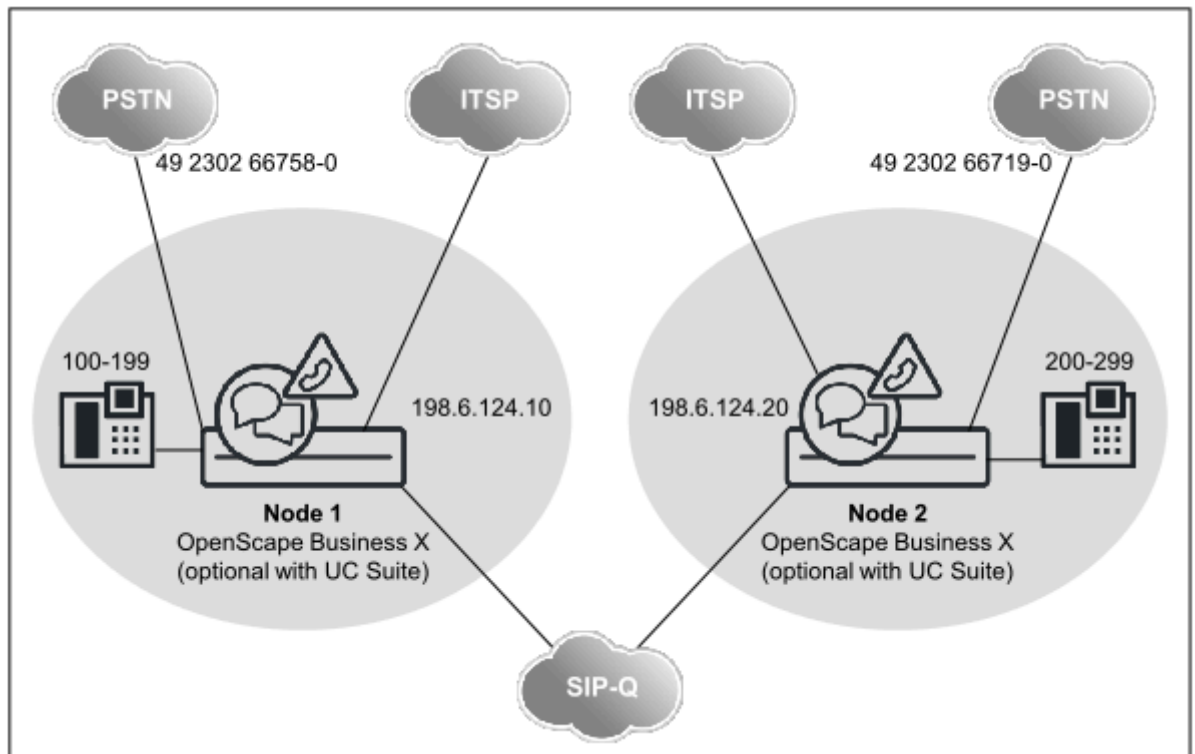 PSTN
ITSP
ITSP
PSTN
49 2302 66758-0
49 2302 66719-0
100-199
200-299
198.6.124.10
198.6.124.20
Node 1
OpenScape Business X
(optional with UC Suite)
Node 2
OpenScape Business X
(optional with UC Suite)
SIP-Q